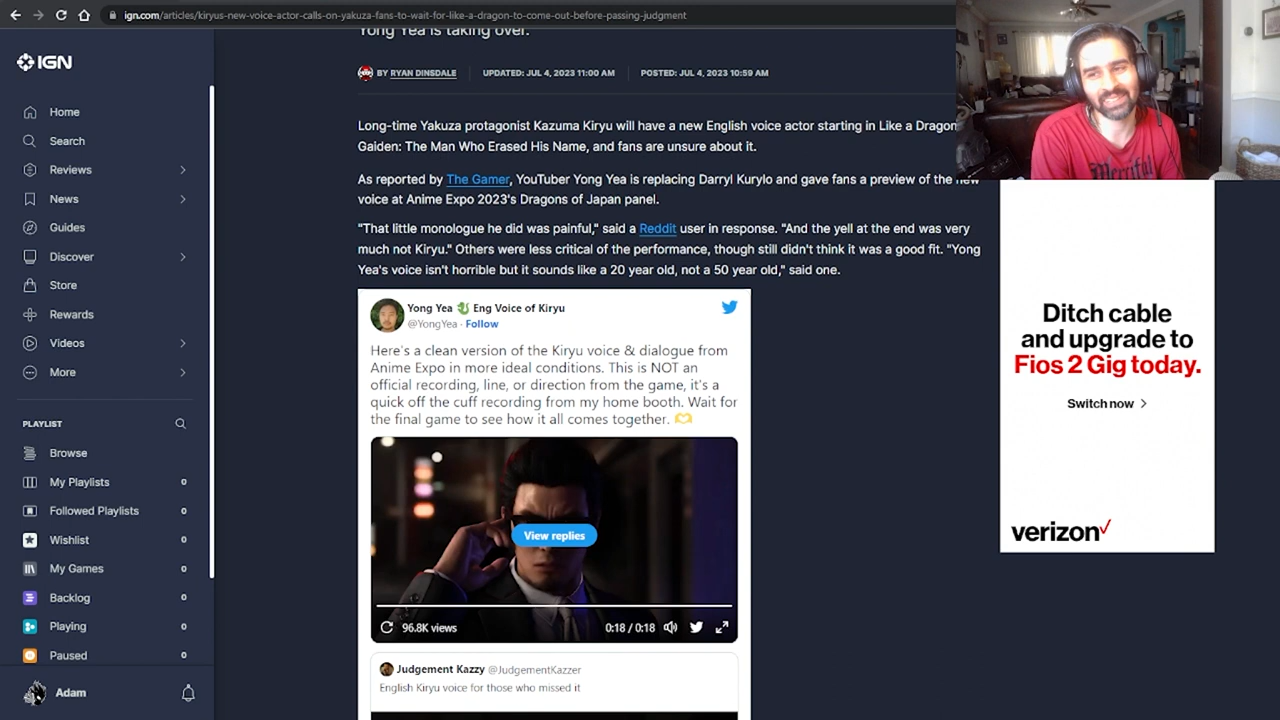 ign.com/articles/kiryus-new-voice-actor-calls-on-yakuza-fans-to-wait-for-like-a-dragon-to-come-out-before-passing-judgment
IGN
Home
Search
Reviews
News
Guides
Discover
Store
Rewards
Videos
More
PLAYLIST
Browse
My Playlists 0
Followed Playlists 0
Wishlist 0
My Games 0
Backlog 0
Playing 0
Paused 0
Adam
Yong Yea is taking over.
BY RYAN DINSDALE UPDATED: JUL 4, 2023 11:00 AM POSTED: JUL 4, 2023 10:59 AM
Long-time Yakuza protagonist Kazuma Kiryu will have a new English voice actor starting in Like a Dragon
Gaiden: The Man Who Erased His Name, and fans are unsure about it.
As reported by The Gamer, YouTuber Yong Yea is replacing Darryl Kurylo and gave fans a preview of the new
voice at Anime Expo 2023's Dragons of Japan panel.
"That little monologue he did was painful," said a Reddit user in response. "And the yell at the end was very
much not Kiryu." Others were less critical of the performance, though still didn't think it was a good fit. "Yong
Yea's voice isn't horrible but it sounds like a 20 year old, not a 50 year old," said one.
Yong Yea 🐉 Eng Voice of Kiryu
@YongYea · Follow
Here's a clean version of the Kiryu voice & dialogue from
Anime Expo in more ideal conditions. This is NOT an
official recording, line, or direction from the game, it's a
quick off the cuff recording from my home booth. Wait for
the final game to see how it all comes together. 🫶
View replies
96.8K views 0:18 / 0:18
Judgement Kazzy @JudgementKazzer
English Kiryu voice for those who missed it
Ditch cable
and upgrade to
Fios 2 Gig today.
Switch now
verizon